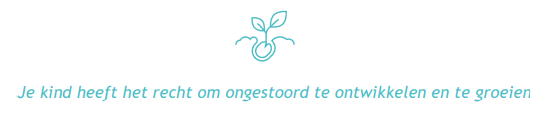 Je kind heeft het recht om ongestoord te ontwikkelen en te groeien